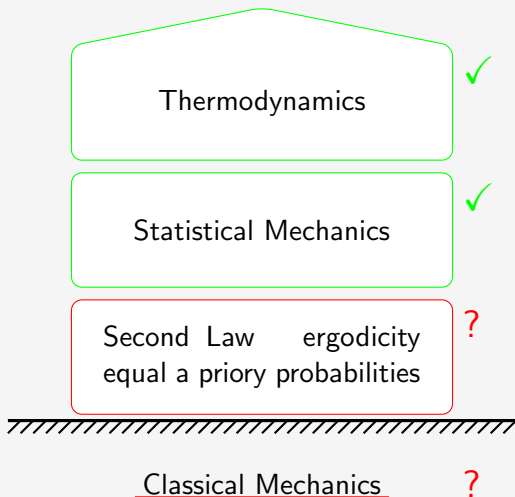 Thermodynamics
✓
Statistical Mechanics
✓
Second Law ergodicity
?
equal a priory probabilities
Classical Mechanics
?